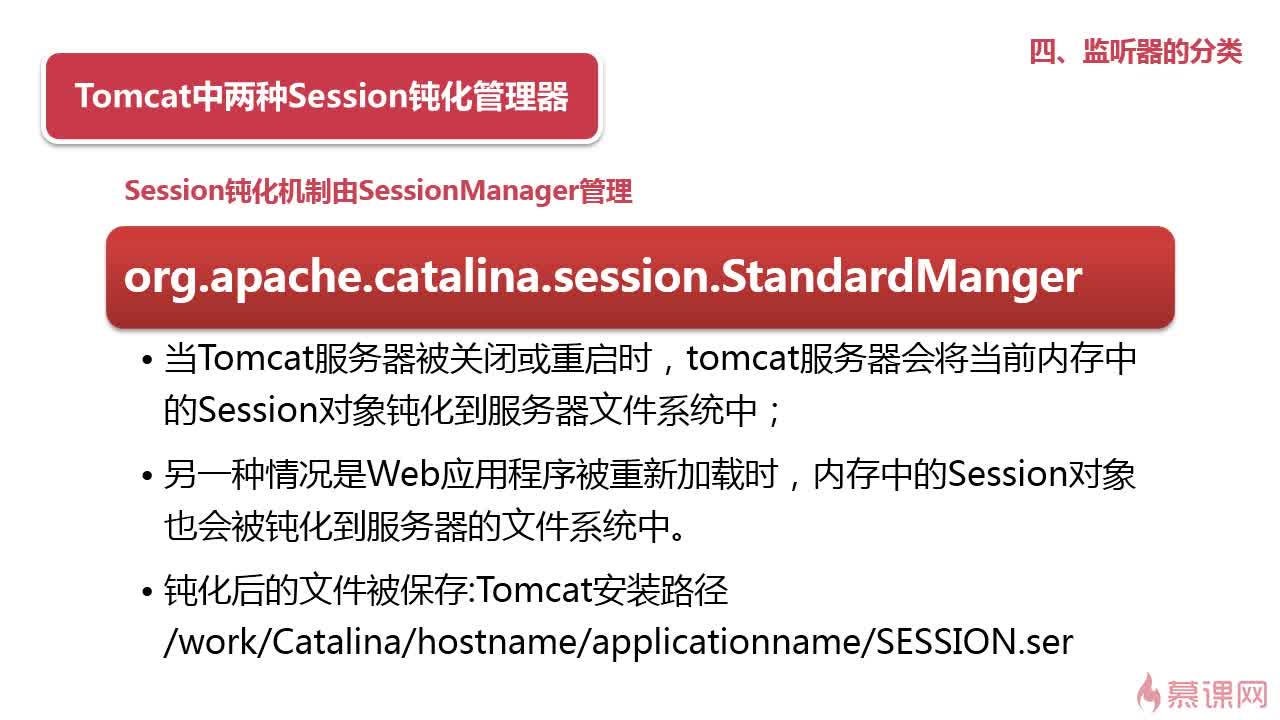 四、监听器的分类
Tomcat中两种Session钝化管理器
Session钝化机制由SessionManager管理
org.apache.catalina.session.StandardManger
• 当Tomcat服务器被关闭或重启时，tomcat服务器会将当前内存中
的Session对象钝化到服务器文件系统中；
• 另一种情况是Web应用程序被重新加载时，内存中的Session对象
也会被钝化到服务器的文件系统中。
• 钝化后的文件被保存:Tomcat安装路径
/work/Catalina/hostname/applicationname/SESSION.ser
慕课网